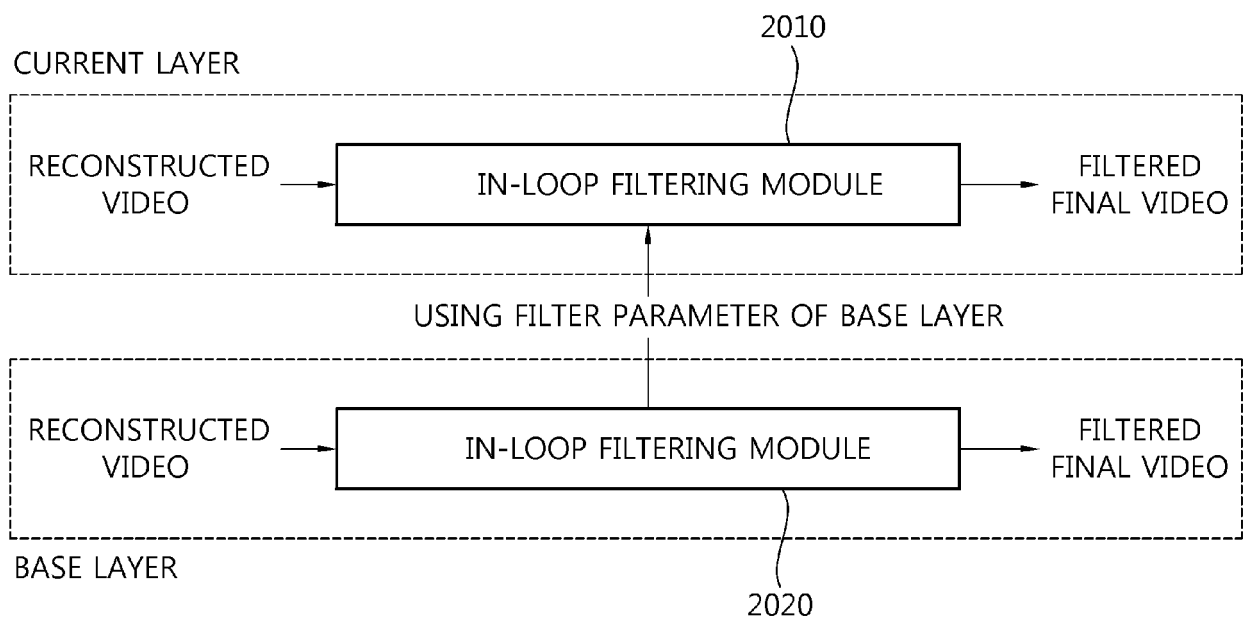 2010
CURRENT LAYER
RECONSTRUCTED
VIDEO
IN-LOOP FILTERING MODULE
FILTERED
FINAL VIDEO
USING FILTER PARAMETER OF BASE LAYER
RECONSTRUCTED
VIDEO
IN-LOOP FILTERING MODULE
FILTERED
FINAL VIDEO
BASE LAYER
2020